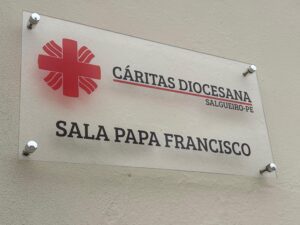 CÁRITAS DIOCESANA
SALGUEIRO-PE
SALA PAPA FRANCISCO